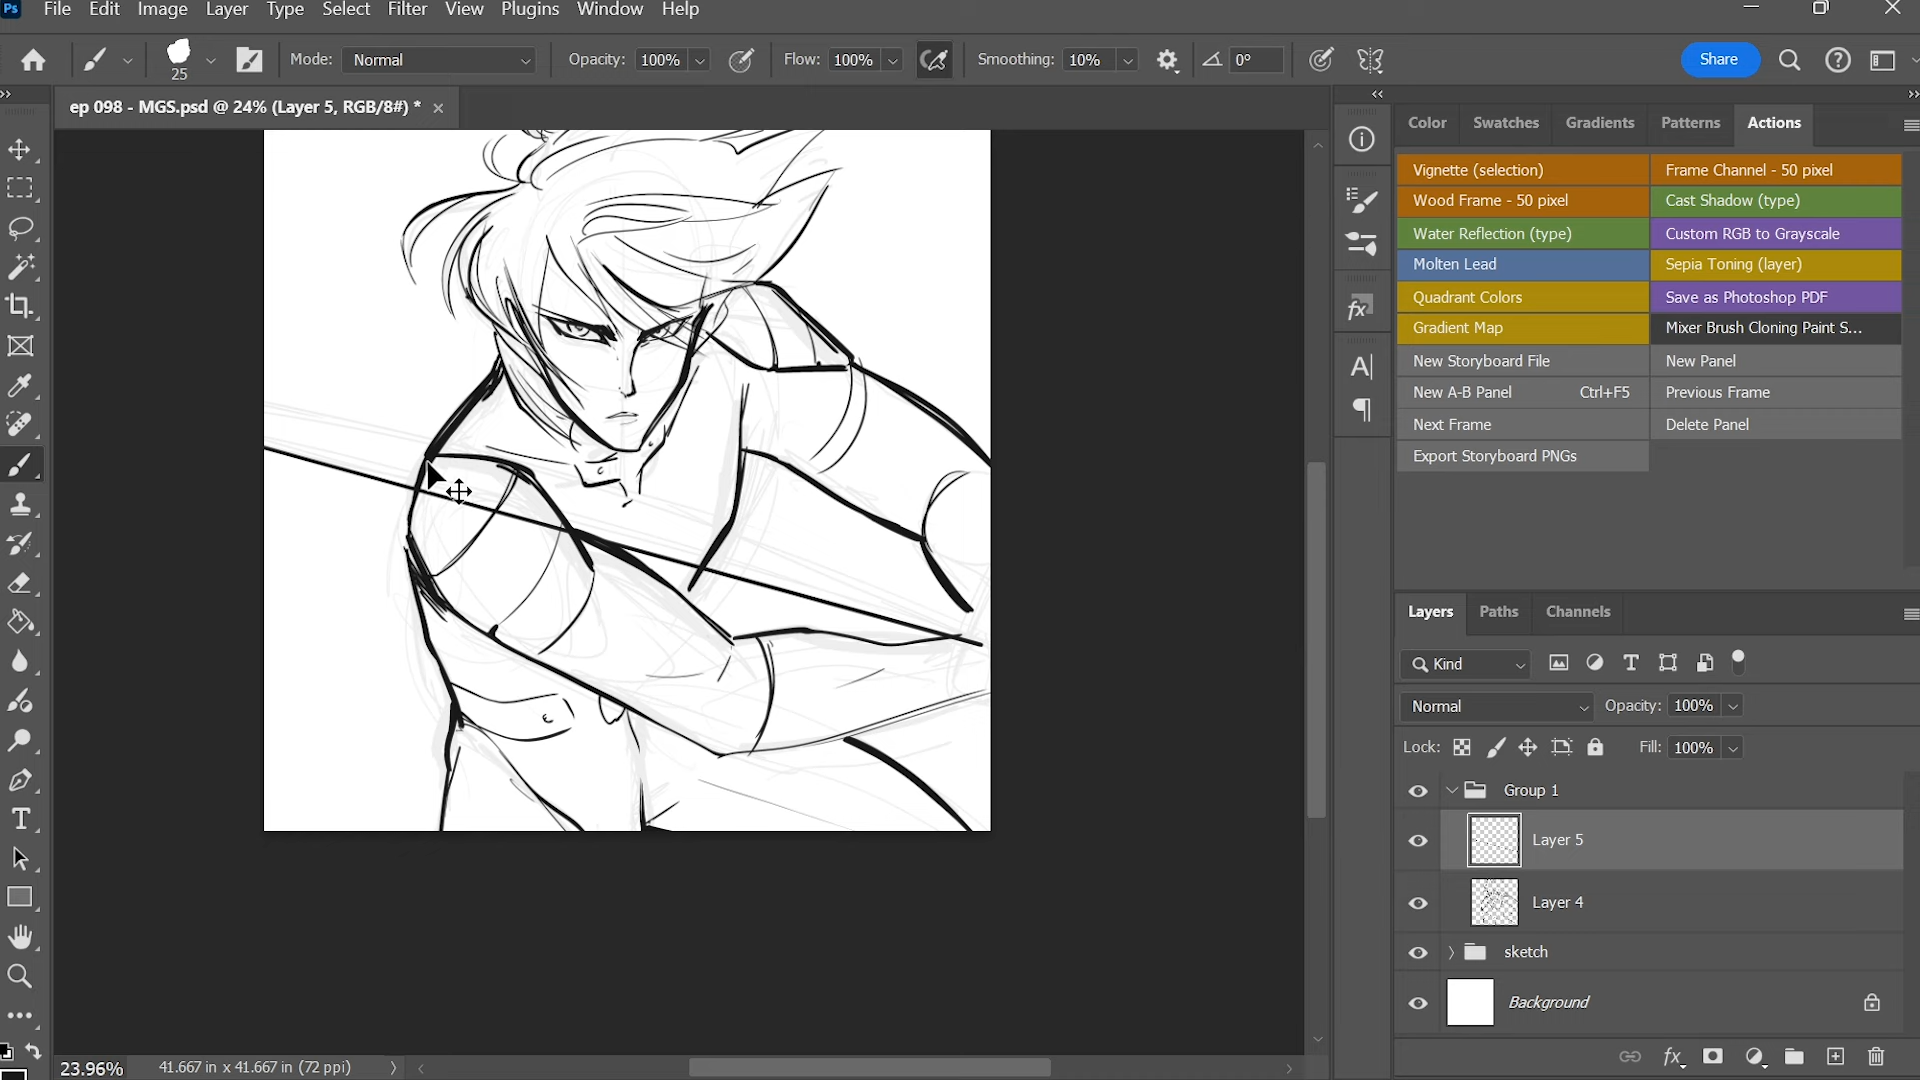 Ps File Edit Image Layer Type Select Filter View Plugins Window Help
25 Mode: Normal Opacity: 100% Flow: 100% Smoothing: 10% 0° Share
ep 098 - MGS.psd @ 24% (Layer 5, RGB/8#) *
Color Swatches Gradients Patterns Actions
Vignette (selection) Frame Channel - 50 pixel
Wood Frame - 50 pixel Cast Shadow (type)
Water Reflection (type) Custom RGB to Grayscale
Molten Lead Sepia Toning (layer)
Quadrant Colors Save as Photoshop PDF
Gradient Map Mixer Brush Cloning Paint S...
New Storyboard File New Panel
New A-B Panel Ctrl+F5 Previous Frame
Next Frame Delete Panel
Export Storyboard PNGs
Layers Paths Channels
Kind
Normal Opacity: 100%
Lock: Fill: 100%
Group 1
Layer 5
Layer 4
sketch
Background
23.96% 41.667 in x 41.667 in (72 ppi)